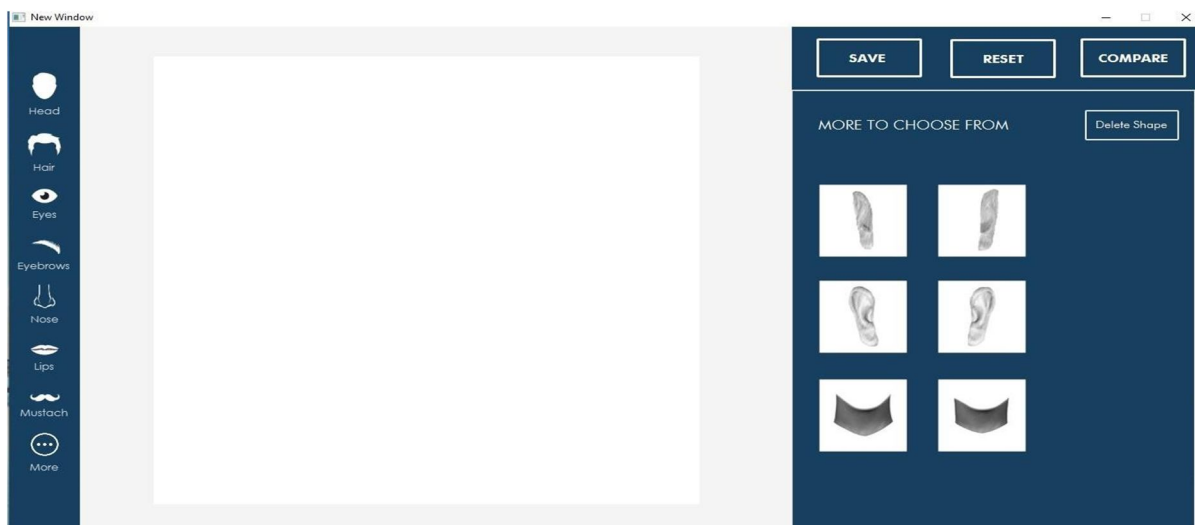 New Window
Head
Hair
Eyes
Eyebrows
Nose
Lips
Mustach
More
SAVE
RESET
COMPARE
MORE TO CHOOSE FROM
Delete Shape